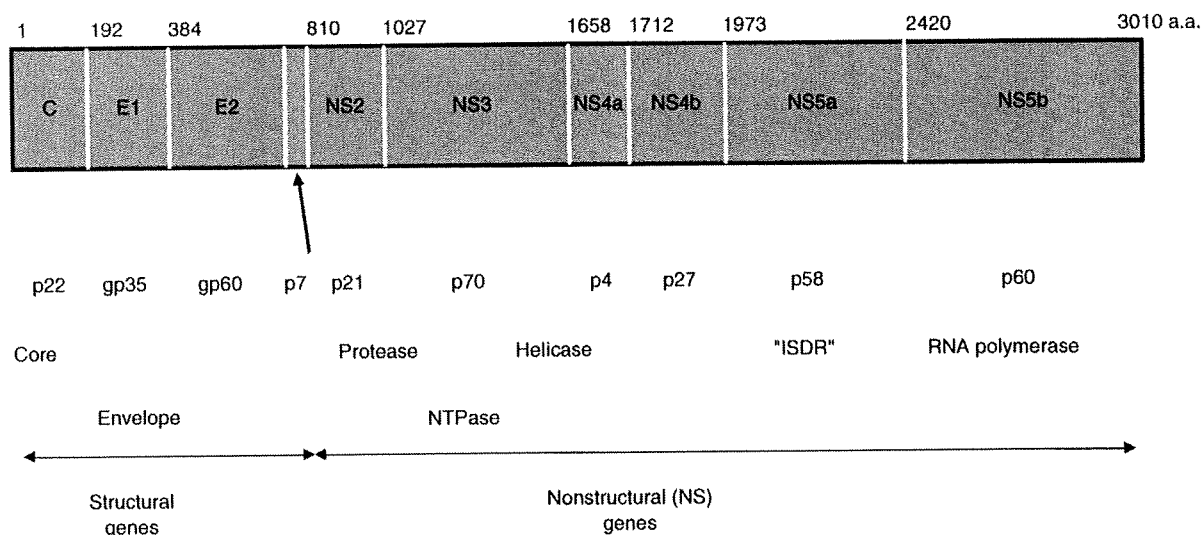 1 192 384 810 1027 1658 1712 1973 2420 3010 a.a.
C E1 E2 NS2 NS3 NS4a NS4b NS5a NS5b
p22 gp35 gp60 p7 p21 p70 p4 p27 p58 p60
Core Protease Helicase "ISDR" RNA polymerase
Envelope NTPase
Structural
genes
Nonstructural (NS)
genes